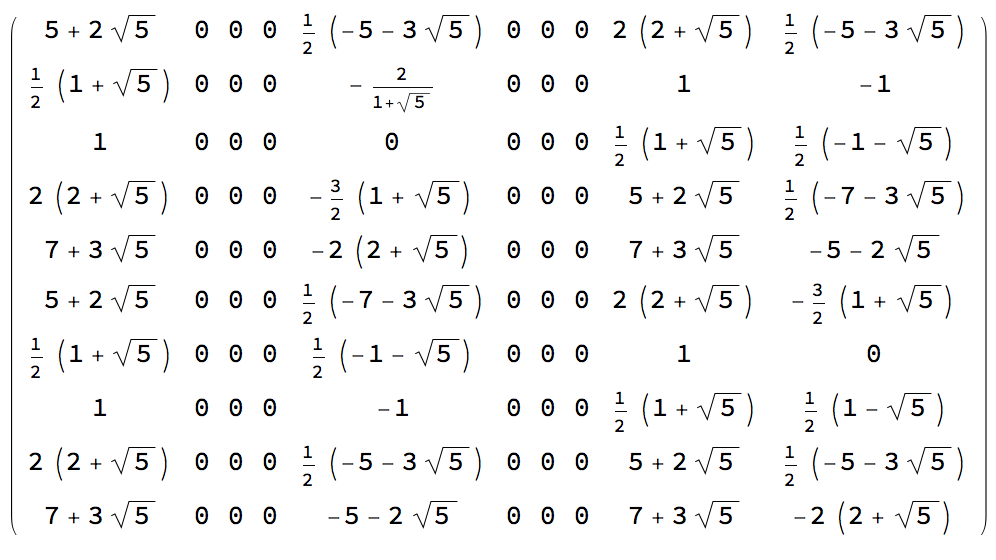 5 + 2 √5 0 0 0 1/2 (-5 - 3 √5) 0 0 0 2 (2 + √5) 1/2 (-5 - 3 √5)
1/2 (1 + √5) 0 0 0 - 2/(1+√5) 0 0 0 1 -1
1 0 0 0 0 0 0 0 1/2 (1 + √5) 1/2 (-1 - √5)
2 (2 + √5) 0 0 0 - 3/2 (1 + √5) 0 0 0 5 + 2 √5 1/2 (-7 - 3 √5)
7 + 3 √5 0 0 0 -2 (2 + √5) 0 0 0 7 + 3 √5 -5 - 2 √5
5 + 2 √5 0 0 0 1/2 (-7 - 3 √5) 0 0 0 2 (2 + √5) - 3/2 (1 + √5)
1/2 (1 + √5) 0 0 0 1/2 (-1 - √5) 0 0 0 1 0
1 0 0 0 -1 0 0 0 1/2 (1 + √5) 1/2 (1 - √5)
2 (2 + √5) 0 0 0 1/2 (-5 - 3 √5) 0 0 0 5 + 2 √5 1/2 (-5 - 3 √5)
7 + 3 √5 0 0 0 -5 - 2 √5 0 0 0 7 + 3 √5 -2 (2 + √5)